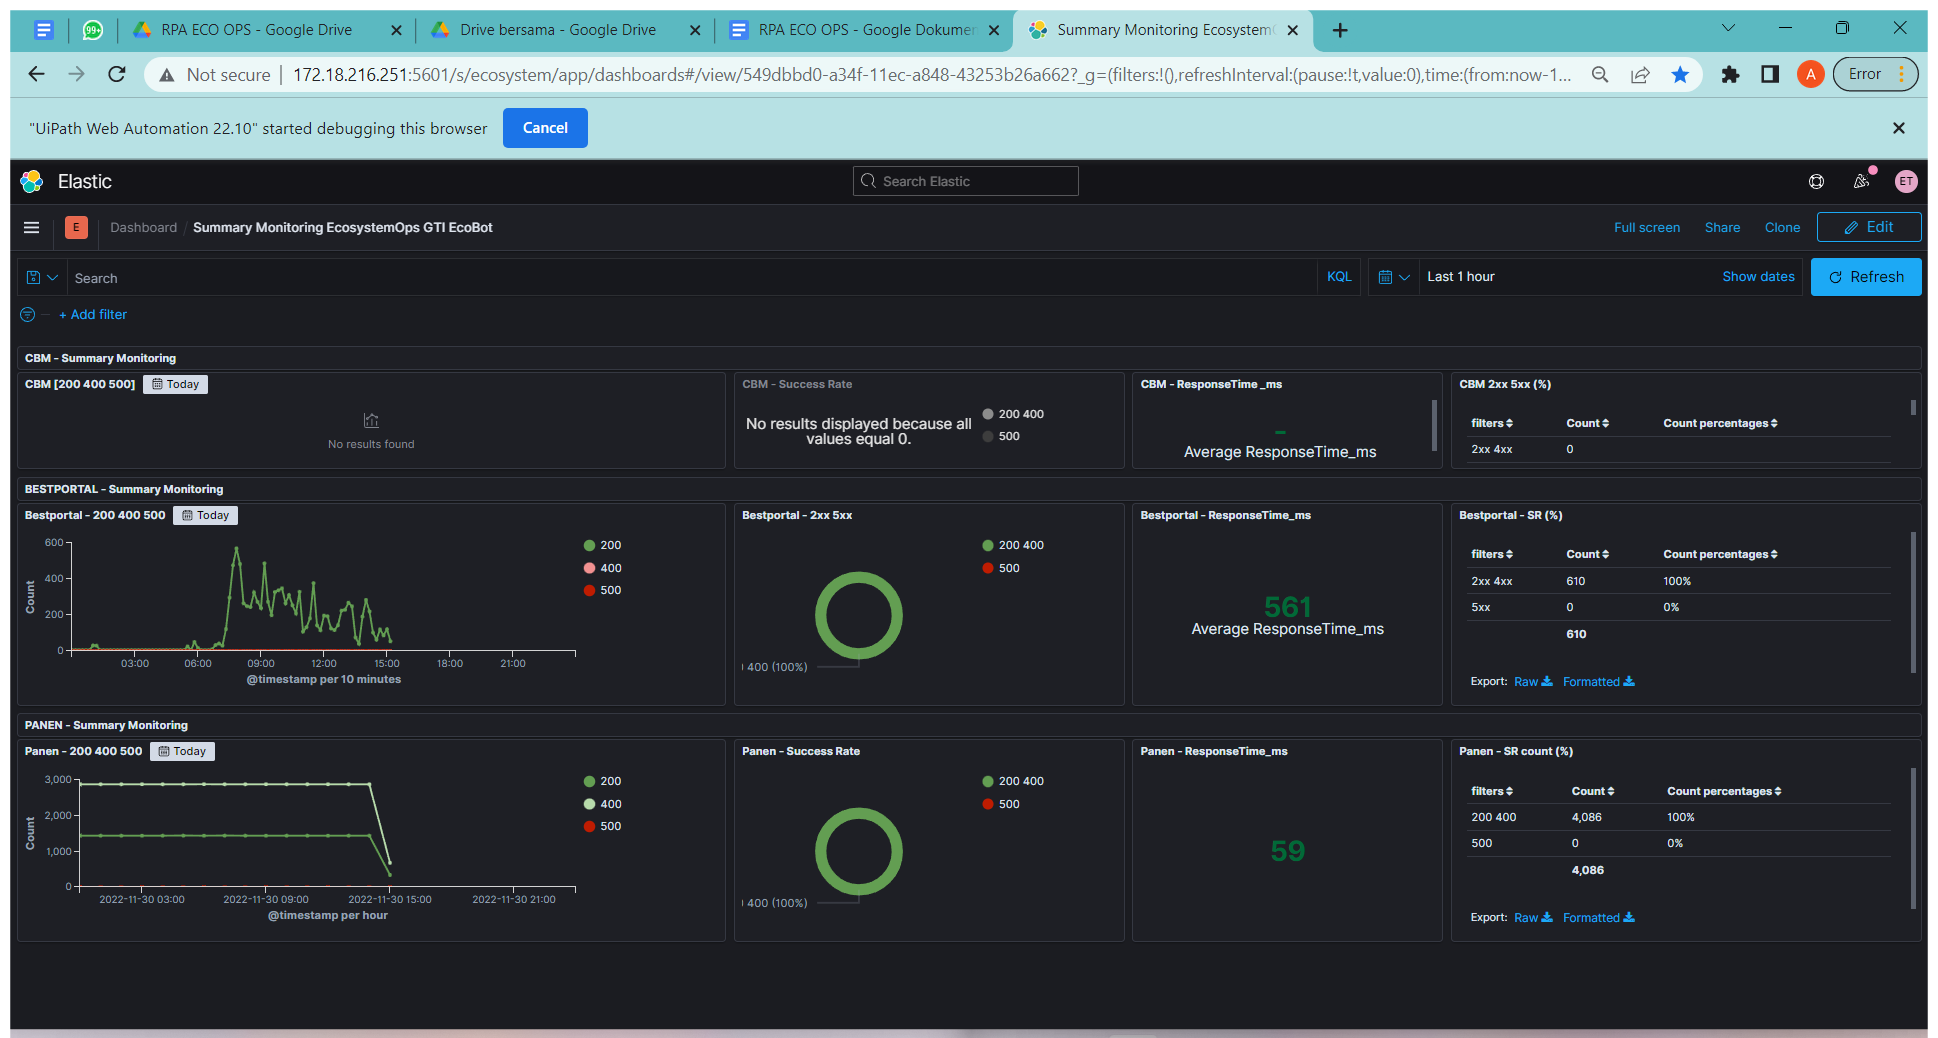 99+
RPA ECO OPS - Google Drive
Drive bersama - Google Drive
RPA ECO OPS - Google Dokumen
Summary Monitoring Ecosystem
Not secure
172.18.216.251:5601/s/ecosystem/app/dashboards#/view/549dbbd0-a34f-11ec-a848-43253b26a662?_g=(filters:!(),refreshInterval:(pause:!t,value:0),time:(from:now-1...
A
Error
"UiPath Web Automation 22.10" started debugging this browser
Cancel
Elastic
Search Elastic
ET
E
Dashboard / Summary Monitoring EcosystemOps GTI EcoBot
Full screen
Share
Clone
Edit
Search
KQL
Last 1 hour
Show dates
Refresh
+ Add filter
CBM - Summary Monitoring
CBM [200 400 500]
Today
No results found
CBM - Success Rate
No results displayed because all
values equal 0.
200 400
500
CBM - ResponseTime _ms
-
Average ResponseTime_ms
CBM 2xx 5xx (%)
filters Count Count percentages
2xx 4xx 0
BESTPORTAL - Summary Monitoring
Bestportal - 200 400 500
Today
600
400
200
0
Count
03:00 06:00 09:00 12:00 15:00 18:00 21:00
@timestamp per 10 minutes
200
400
500
Bestportal - 2xx 5xx
200 400
500
400 (100%)
Bestportal - ResponseTime_ms
561
Average ResponseTime_ms
Bestportal - SR (%)
filters Count Count percentages
2xx 4xx 610 100%
5xx 0 0%
610
Export: Raw Formatted
PANEN - Summary Monitoring
Panen - 200 400 500
Today
3,000
2,000
1,000
0
Count
2022-11-30 03:00 2022-11-30 09:00 2022-11-30 15:00 2022-11-30 21:00
@timestamp per hour
200
400
500
Panen - Success Rate
200 400
500
400 (100%)
Panen - ResponseTime_ms
59
Panen - SR count (%)
filters Count Count percentages
200 400 4,086 100%
500 0 0%
4,086
Export: Raw Formatted